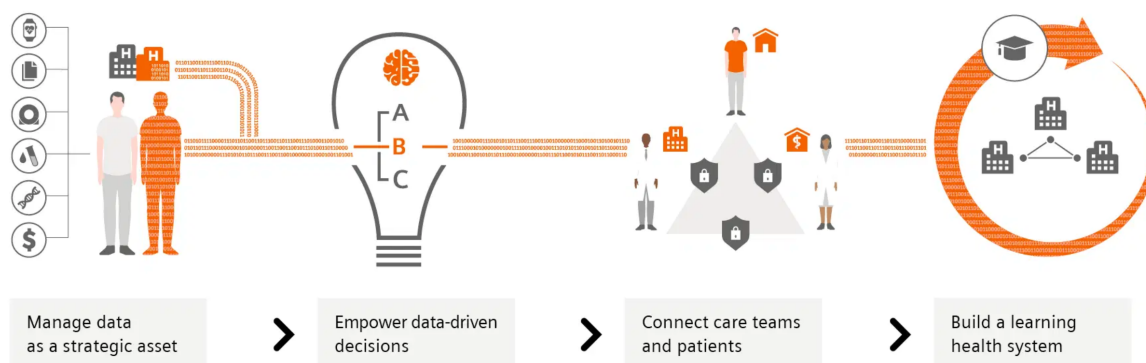 H
H
A
B
C
H
$
H
H
H
$
Manage data
as a strategic asset
Empower data-driven
decisions
Connect care teams
and patients
Build a learning
health system